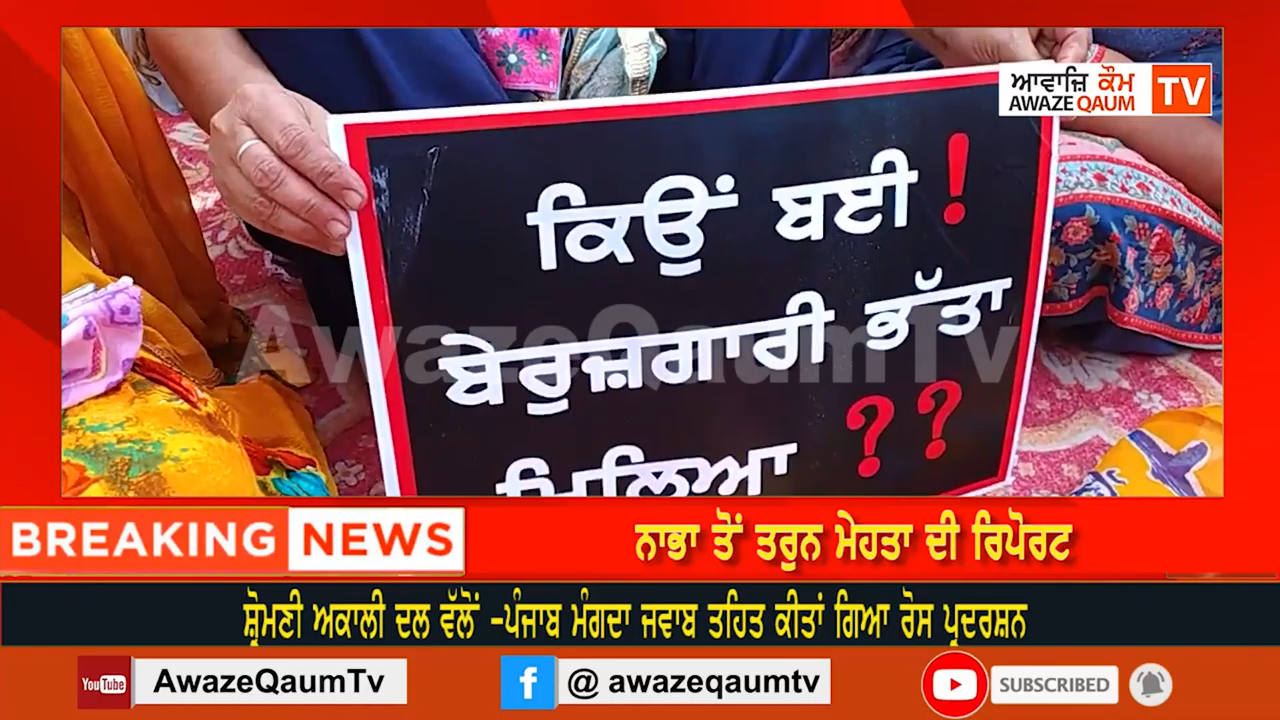 ਆਵਾਜ਼ਿ ਕੌਮ
AWAZE QAUM
TV
ਕਿਉਂ ਬਈ !
ਬੇਰੁਜ਼ਗਾਰੀ ਭੱਤਾ
ਮਿਲਿਆ ??
AwazeQaumTv
BREAKING NEWS
ਨਾਭਾ ਤੋਂ ਤਰੁਨ ਮੇਹਤਾ ਦੀ ਰਿਪੋਰਟ
ਸ਼੍ਰੋਮਣੀ ਅਕਾਲੀ ਦਲ ਵੱਲੋਂ -ਪੰਜਾਬ ਮੰਗਦਾ ਜਵਾਬ ਤਹਿਤ ਕੀਤਾਂ ਗਿਆ ਰੋਸ ਪ੍ਰਦਰਸ਼ਨ
YouTube AwazeQaumTv
f @ awazeqaumtv
SUBSCRIBED